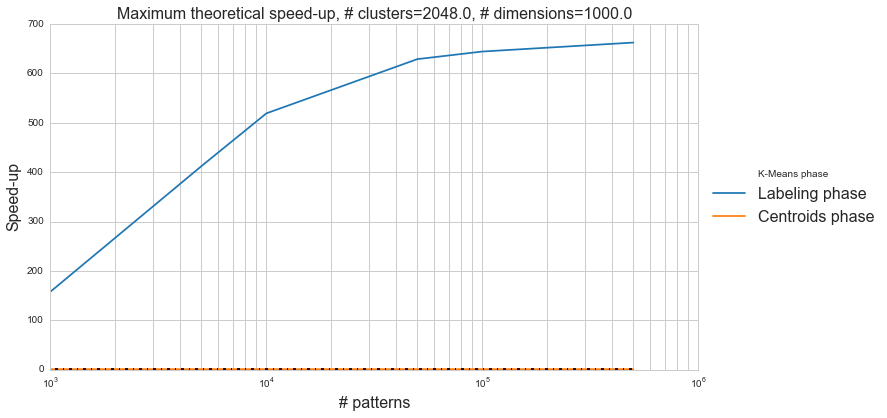 Maximum theoretical speed-up, # clusters=2048.0, # dimensions=1000.0
700
600
500
400
300
200
100
0
Speed-up
10^3
10^4
10^5
10^6
# patterns
K-Means phase
Labeling phase
Centroids phase